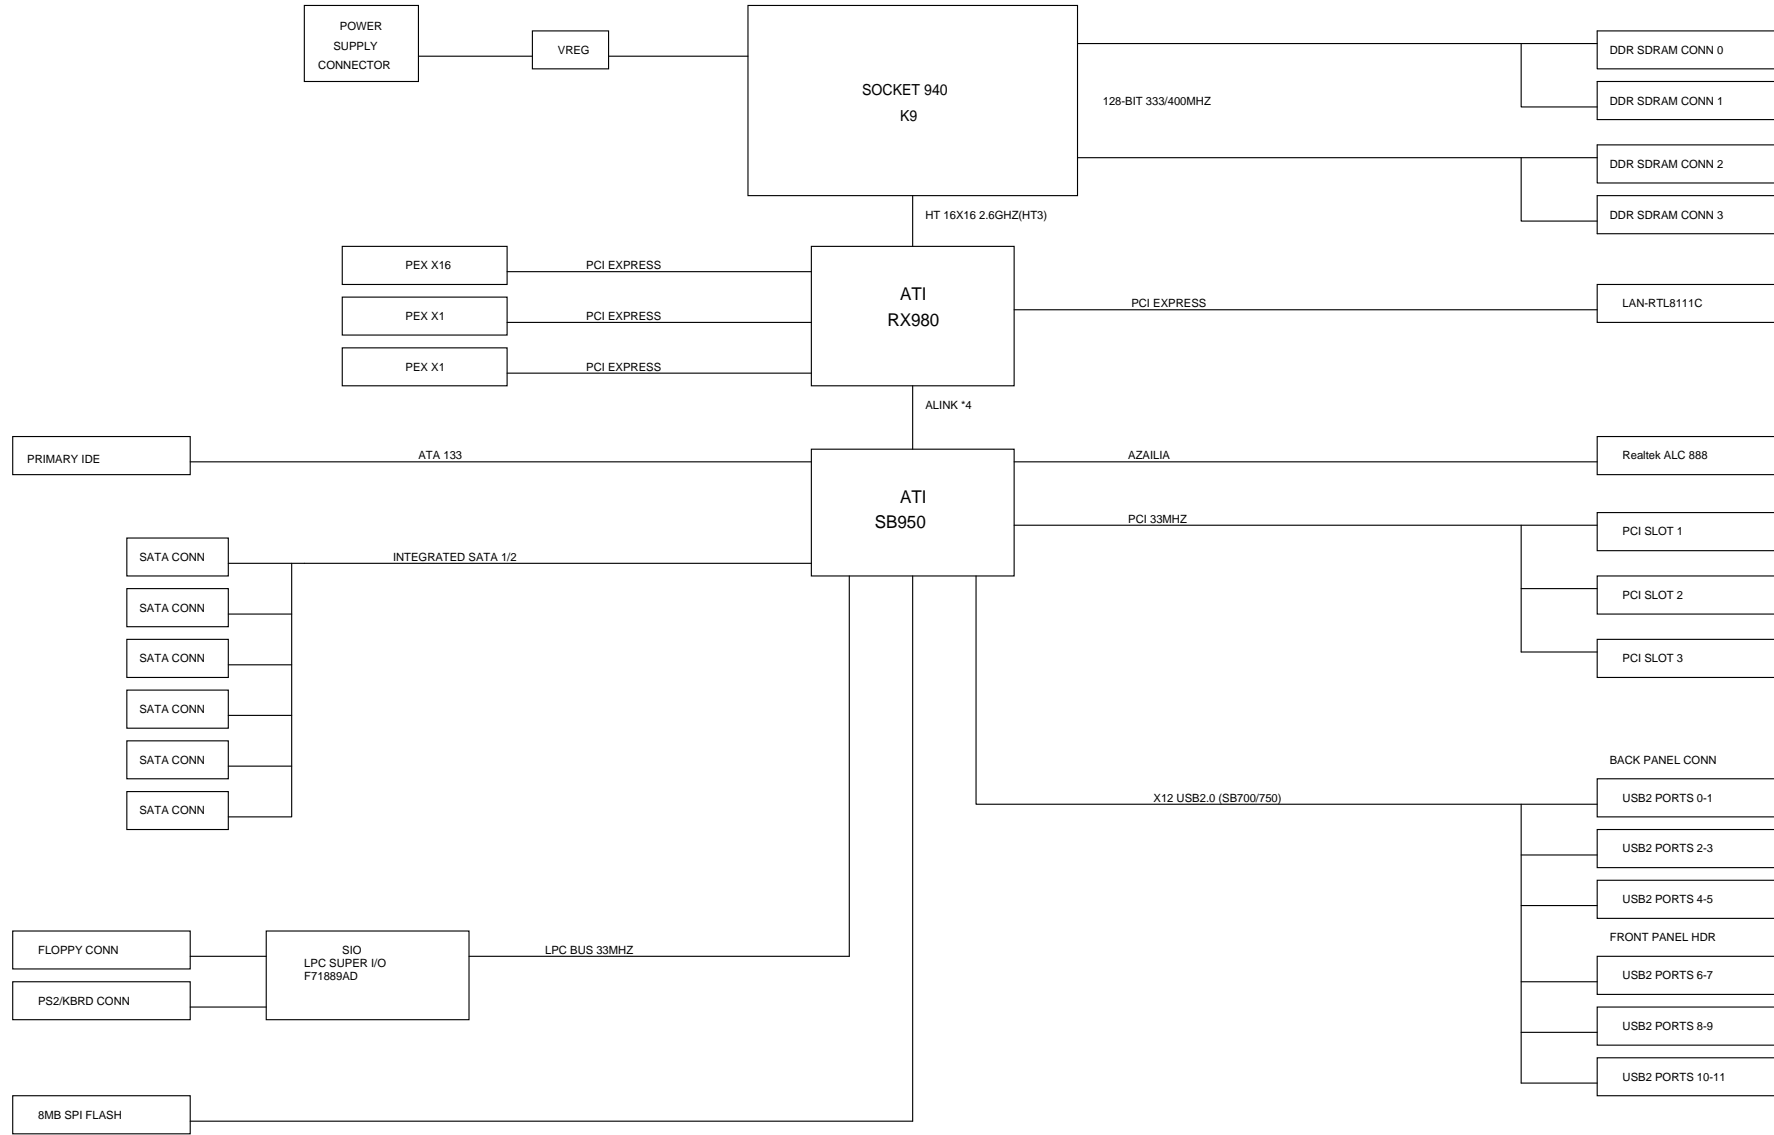 POWER
SUPPLY
CONNECTOR
VREG
SOCKET 940
K9
128-BIT 333/400MHZ
DDR SDRAM CONN 0
DDR SDRAM CONN 1
DDR SDRAM CONN 2
DDR SDRAM CONN 3
HT 16X16 2.6GHZ(HT3)
PEX X16
PCI EXPRESS
PEX X1
PCI EXPRESS
PEX X1
PCI EXPRESS
ATI
RX980
PCI EXPRESS
LAN-RTL8111C
ALINK *4
PRIMARY IDE
ATA 133
ATI
SB950
AZAILIA
Realtek ALC 888
PCI 33MHZ
PCI SLOT 1
PCI SLOT 2
PCI SLOT 3
SATA CONN
INTEGRATED SATA 1/2
SATA CONN
SATA CONN
SATA CONN
SATA CONN
SATA CONN
BACK PANEL CONN
X12 USB2.0 (SB700/750)
USB2 PORTS 0-1
USB2 PORTS 2-3
USB2 PORTS 4-5
FRONT PANEL HDR
USB2 PORTS 6-7
USB2 PORTS 8-9
USB2 PORTS 10-11
FLOPPY CONN
PS2/KBRD CONN
SIO
LPC SUPER I/O
F71889AD
LPC BUS 33MHZ
8MB SPI FLASH